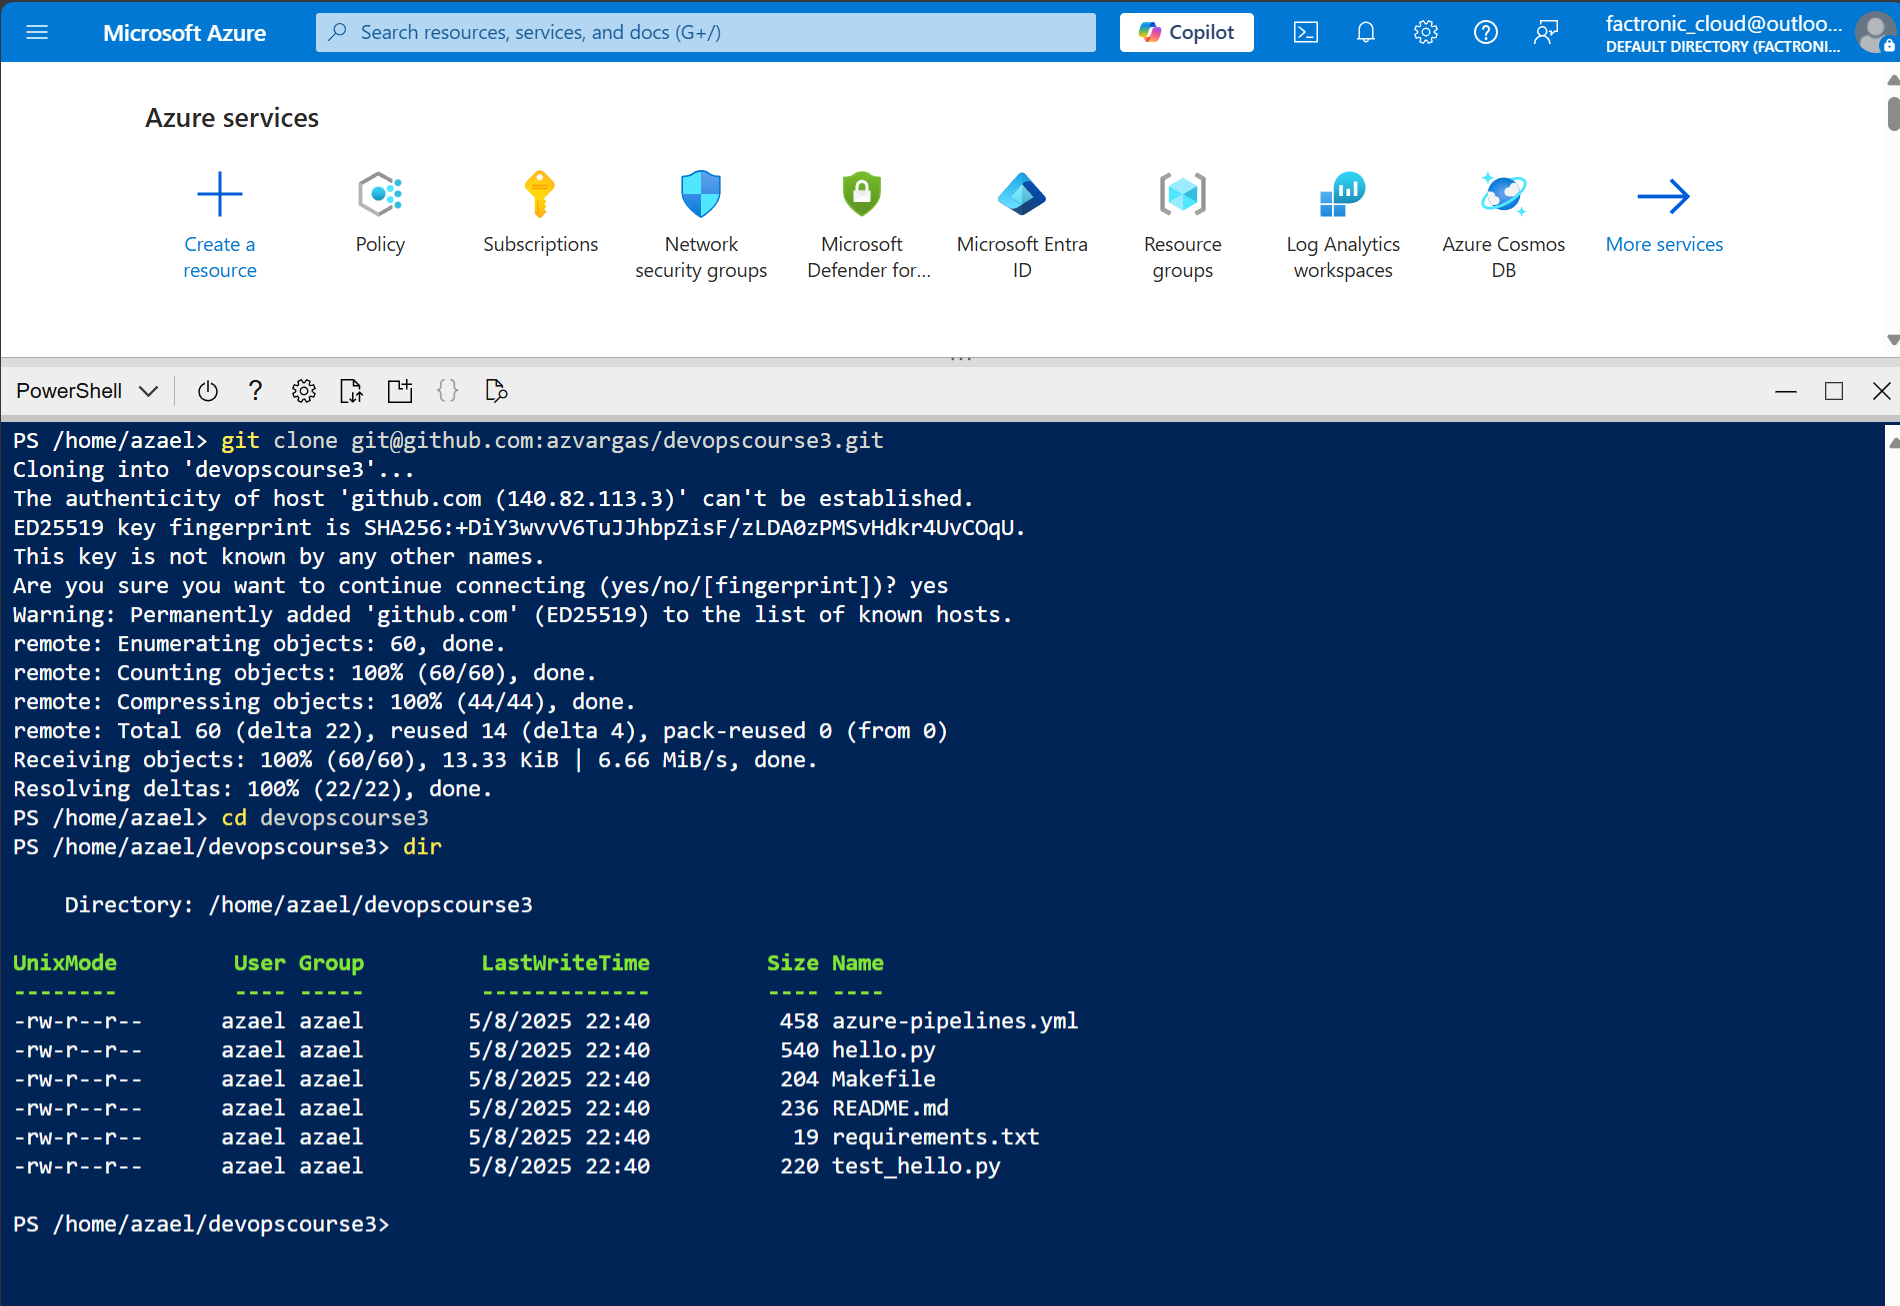 Microsoft Azure
Search resources, services, and docs (G+/)
Copilot
factronic_cloud@outloo...
DEFAULT DIRECTORY (FACTRONI...
Azure services
Create a
resource
Policy
Subscriptions
Network
security groups
Microsoft
Defender for...
Microsoft Entra
ID
Resource
groups
Log Analytics
workspaces
Azure Cosmos
DB
More services
PowerShell
PS /home/azael> git clone git@github.com:azvargas/devopscourse3.git
Cloning into 'devopscourse3'...
The authenticity of host 'github.com (140.82.113.3)' can't be established.
ED25519 key fingerprint is SHA256:+DiY3wvvV6TuJJhbpZisF/zLDA0zPMSvHdkr4UvCOqU.
This key is not known by any other names.
Are you sure you want to continue connecting (yes/no/[fingerprint])? yes
Warning: Permanently added 'github.com' (ED25519) to the list of known hosts.
remote: Enumerating objects: 60, done.
remote: Counting objects: 100% (60/60), done.
remote: Compressing objects: 100% (44/44), done.
remote: Total 60 (delta 22), reused 14 (delta 4), pack-reused 0 (from 0)
Receiving objects: 100% (60/60), 13.33 KiB | 6.66 MiB/s, done.
Resolving deltas: 100% (22/22), done.
PS /home/azael> cd devopscourse3
PS /home/azael/devopscourse3> dir
Directory: /home/azael/devopscourse3
UnixMode User Group LastWriteTime Size Name
-------- ---- ----- ------------- ---- ----
-rw-r--r-- azael azael 5/8/2025 22:40 458 azure-pipelines.yml
-rw-r--r-- azael azael 5/8/2025 22:40 540 hello.py
-rw-r--r-- azael azael 5/8/2025 22:40 204 Makefile
-rw-r--r-- azael azael 5/8/2025 22:40 236 README.md
-rw-r--r-- azael azael 5/8/2025 22:40 19 requirements.txt
-rw-r--r-- azael azael 5/8/2025 22:40 220 test_hello.py
PS /home/azael/devopscourse3>